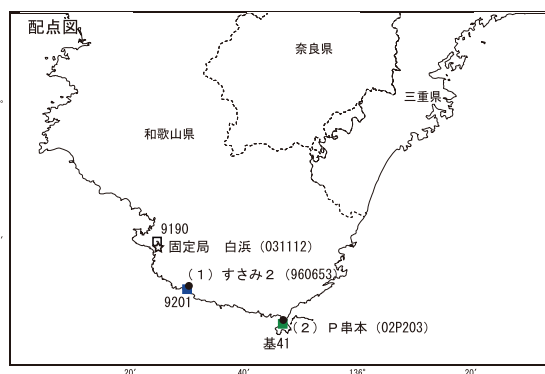 配点図
奈良県
三重県
和歌山県
9190
固定局 白浜（031112）
（１）すさみ２（960653）
9201
（２）Ｐ串本（02P203）
基41
20′
40′
136°
20′